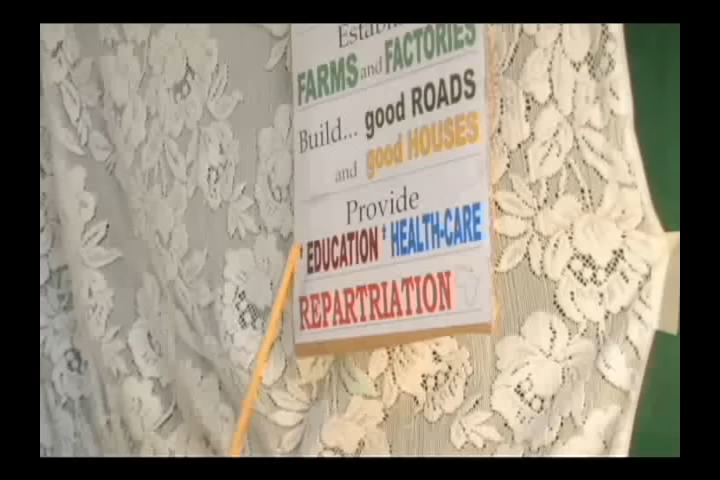 FARMS and FACTORIES
Build... good ROADS
and good HOUSES
Provide
* EDUCATION * HEALTH-CARE
REPARTRIATION